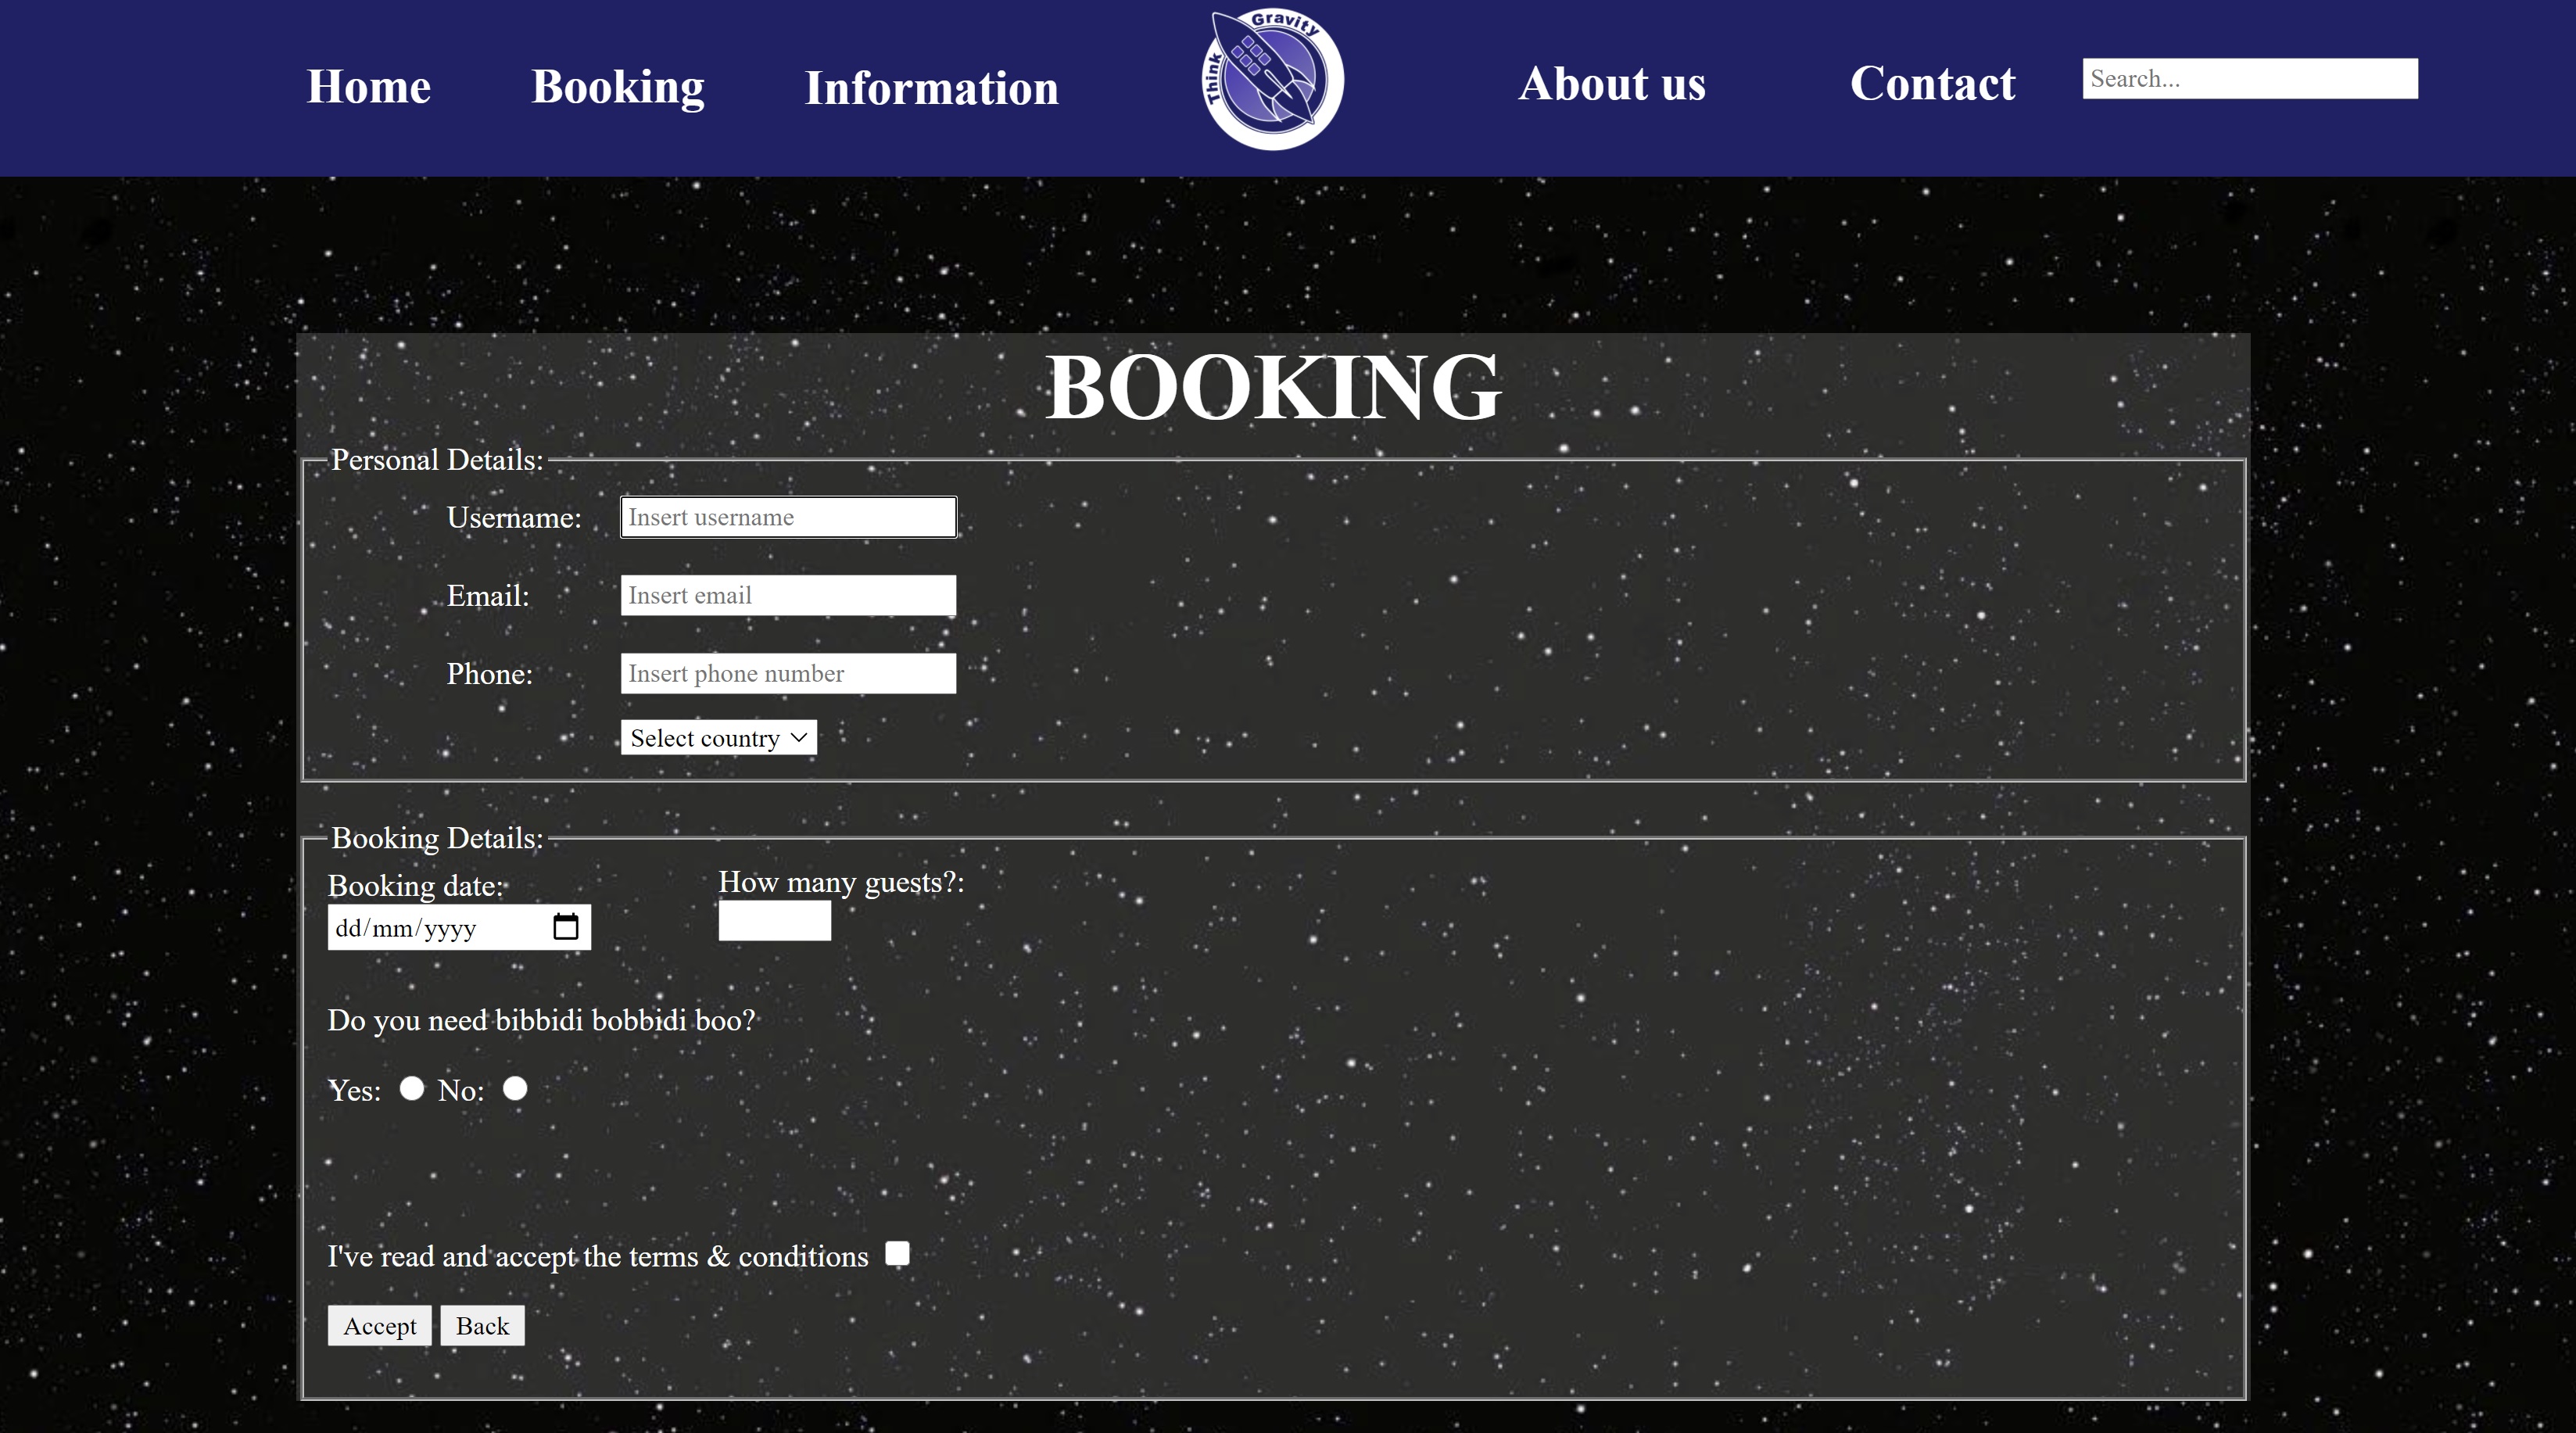 Home Booking Information Think Gravity About us Contact Search...
BOOKING
Personal Details:
Username: Insert username
Email: Insert email
Phone: Insert phone number
Select country
Booking Details:
Booking date: How many guests?:
dd/mm/yyyy
Do you need bibbidi bobbidi boo?
Yes: No:
I've read and accept the terms & conditions
Accept Back